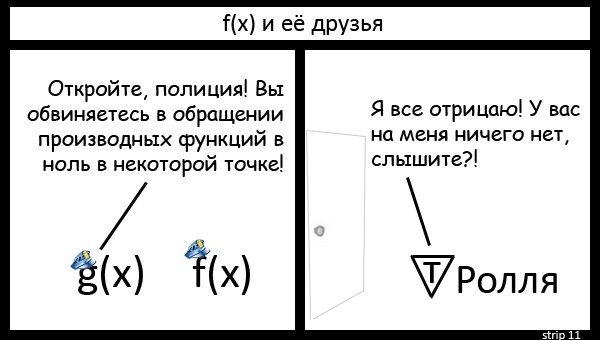 f(x) и её друзья
Откройте, полиция! Вы
обвиняетесь в обращении
производных функций в
ноль в некоторой точке!
g(x) f(x)
Я все отрицаю! У вас
на меня ничего нет,
слышите?!
Т Ролля
strip 11